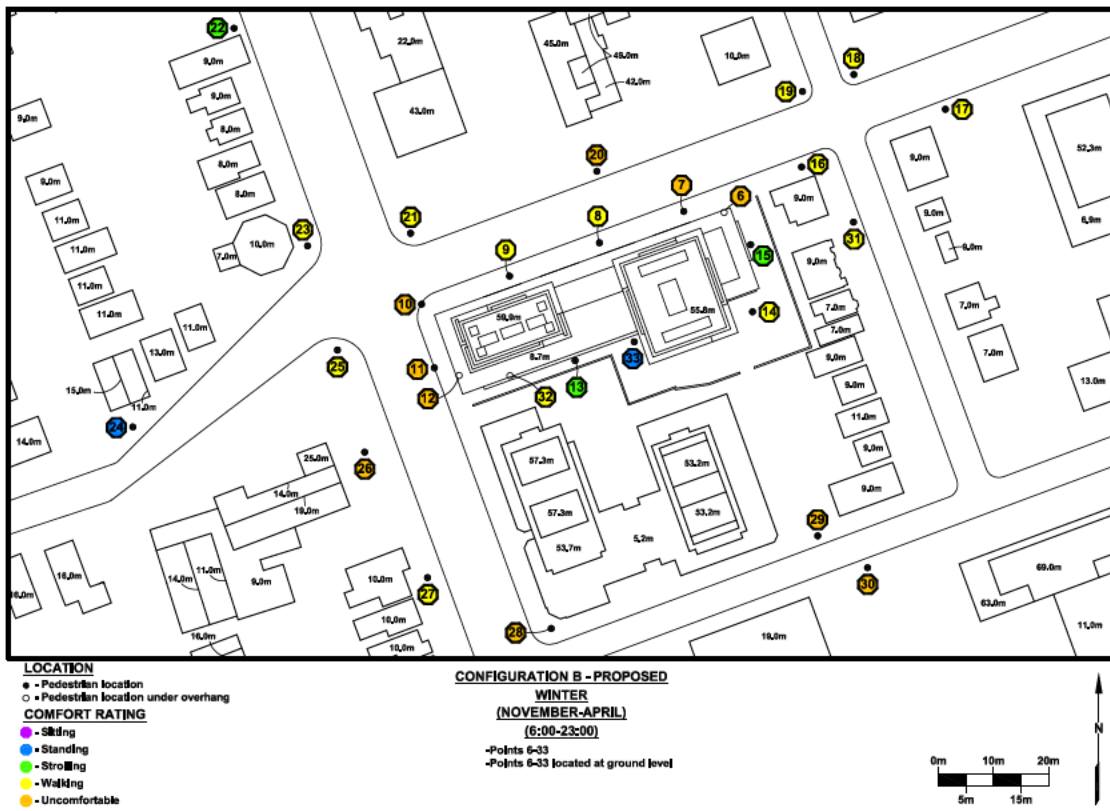 22
9.0m
22.0m
45.0m
49.0m
42.0m
10.0m
18
19
17
9.0m
9.0m
8.0m
52.3m
9.0m
8.0m
20
9.0m
16
9.0m
6.9m
8.0m
11.0m
7
6
9.0m
21
8
9.0m
23
10.0m
7.0m
31
9.0m
11.0m
9
15
9.0m
11.0m
10
59.9m
55.8m
14
7.0m
7.0m
11.0m
11.0m
7.0m
13.0m
25
11
8.7m
33
9.0m
7.0m
15.0m
11.0m
12
32
13
9.0m
13.0m
24
11.0m
14.0m
26
25.0m
57.3m
53.2m
9.0m
14.0m
19.0m
9.0m
57.3m
53.2m
29
53.7m
5.2m
16.0m
16.0m
14.0m
11.0m
9.0m
10.0m
27
30
69.0m
63.0m
10.0m
28
16.0m
10.0m
19.0m
11.0m
LOCATION
- Pedestrian location
- Pedestrian location under overhang
COMFORT RATING
- Sitting
- Standing
- Strolling
- Walking
- Uncomfortable
CONFIGURATION B - PROPOSED
WINTER
(NOVEMBER-APRIL)
(6:00-23:00)
-Points 6-33
-Points 6-33 located at ground level
N
0m 10m 20m
5m 15m